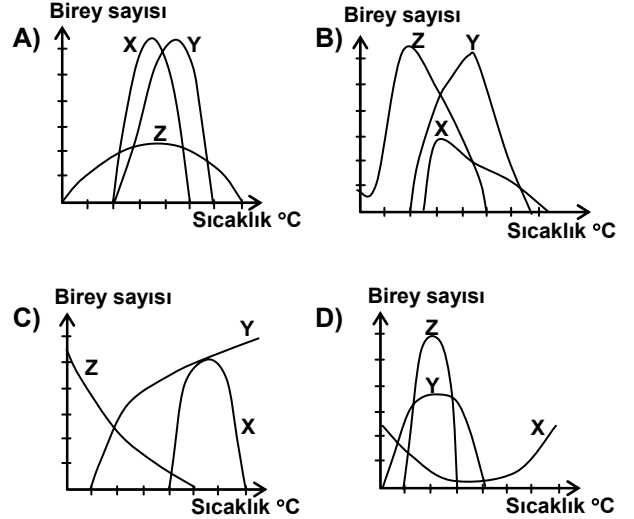 A)
Birey sayısı
X
Y
Z
Sıcaklık °C
B)
Birey sayısı
Z
Y
X
Sıcaklık °C
C)
Birey sayısı
Z
Y
X
Sıcaklık °C
D)
Birey sayısı
Z
Y
X
Sıcaklık °C